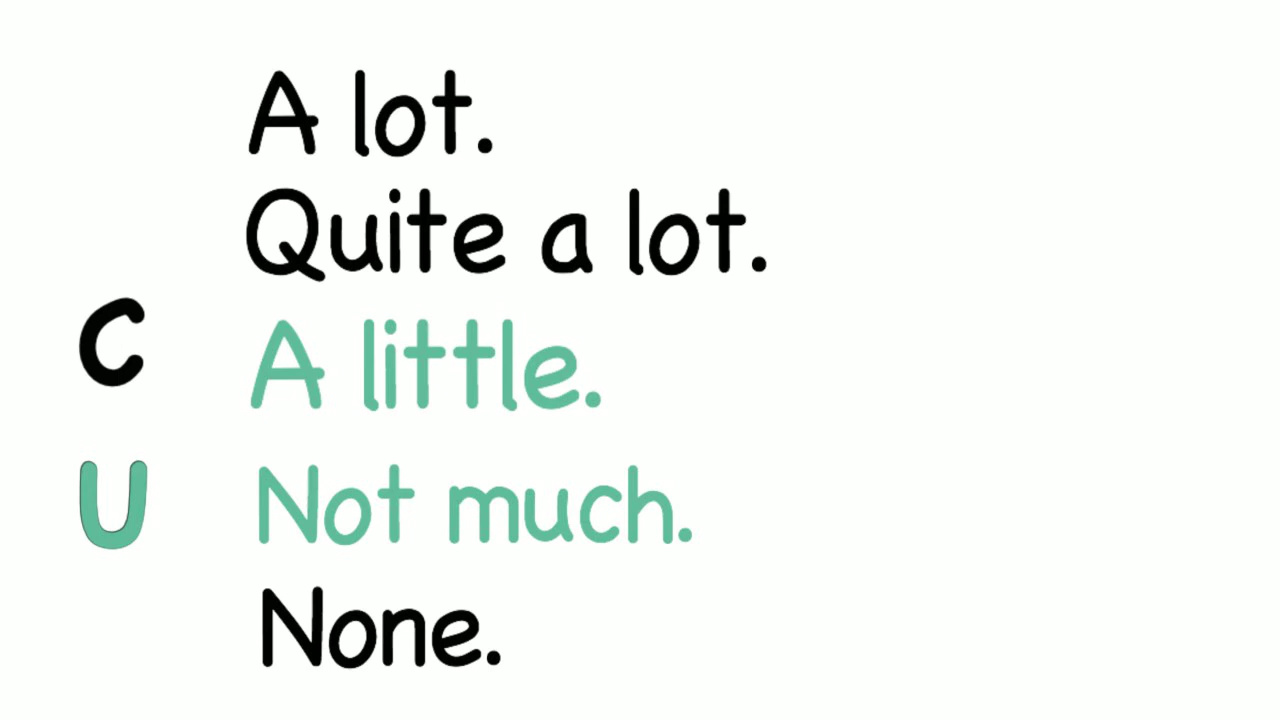 A lot.
Quite a lot.
C
A little.
U
Not much.
None.